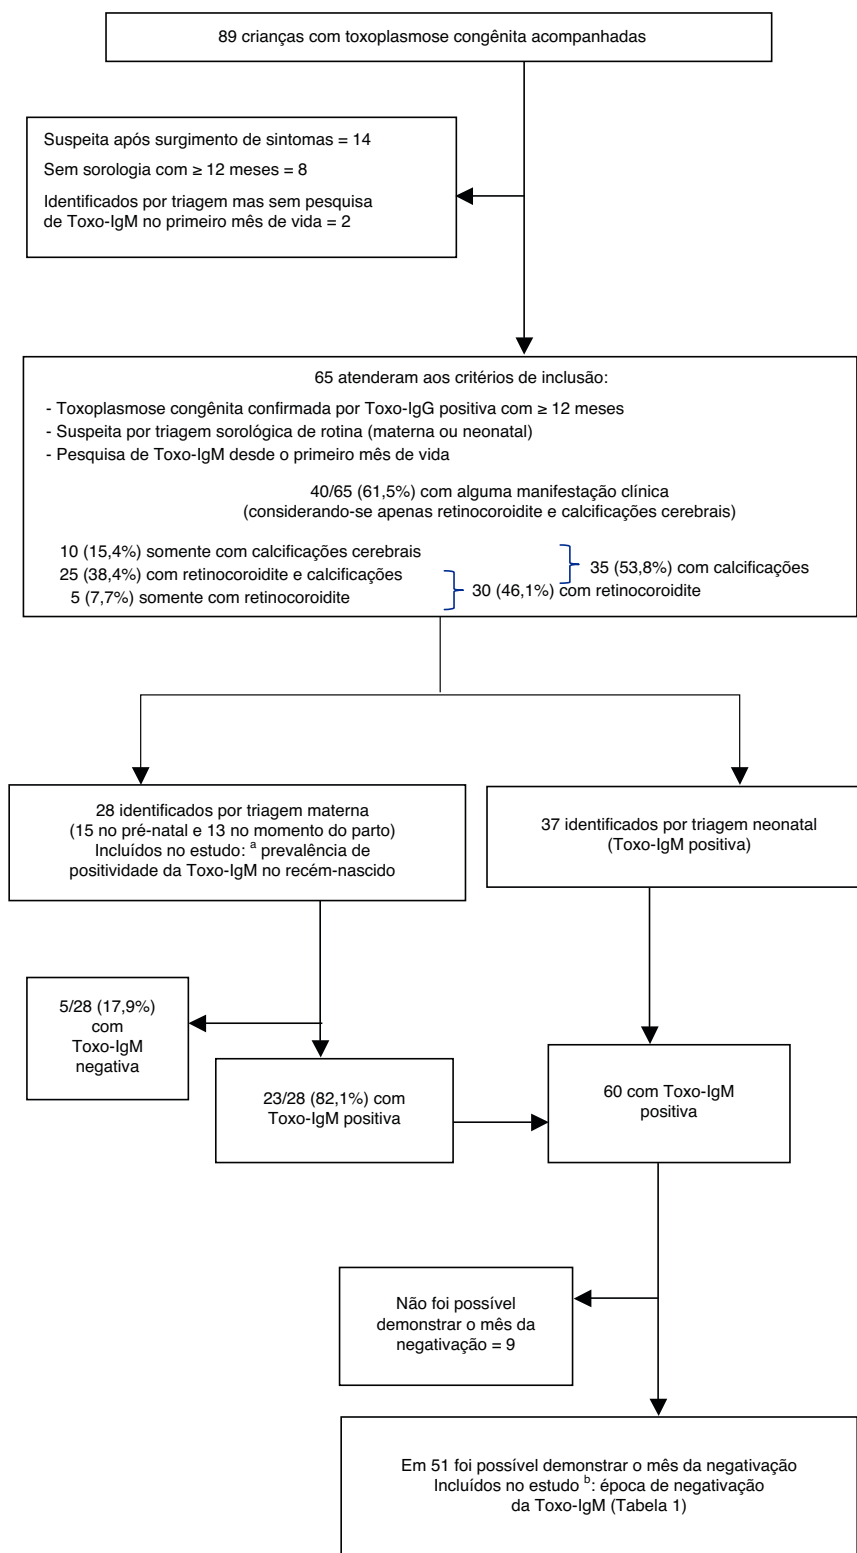 89 crianças com toxoplasmose congênita acompanhadas
Suspeita após surgimento de sintomas = 14
Sem sorologia com ≥ 12 meses = 8
Identificados por triagem mas sem pesquisa
de Toxo-IgM no primeiro mês de vida = 2
65 atenderam aos critérios de inclusão:
- Toxoplasmose congênita confirmada por Toxo-IgG positiva com ≥ 12 meses
- Suspeita por triagem sorológica de rotina (materna ou neonatal)
- Pesquisa de Toxo-IgM desde o primeiro mês de vida
40/65 (61,5%) com alguma manifestação clínica
(considerando-se apenas retinocoroidite e calcificações cerebrais)
10 (15,4%) somente com calcificações cerebrais
25 (38,4%) com retinocoroidite e calcificações
5 (7,7%) somente com retinocoroidite
35 (53,8%) com calcificações
30 (46,1%) com retinocoroidite
28 identificados por triagem materna
(15 no pré-natal e 13 no momento do parto)
Incluídos no estudo: a prevalência de
positividade da Toxo-IgM no recém-nascido
37 identificados por triagem neonatal
(Toxo-IgM positiva)
5/28 (17,9%)
com
Toxo-IgM
negativa
23/28 (82,1%) com
Toxo-IgM positiva
60 com Toxo-IgM
positiva
Não foi possível
demonstrar o mês da
negativação = 9
Em 51 foi possível demonstrar o mês da negativação
Incluídos no estudo b: época de negativação
da Toxo-IgM (Tabela 1)